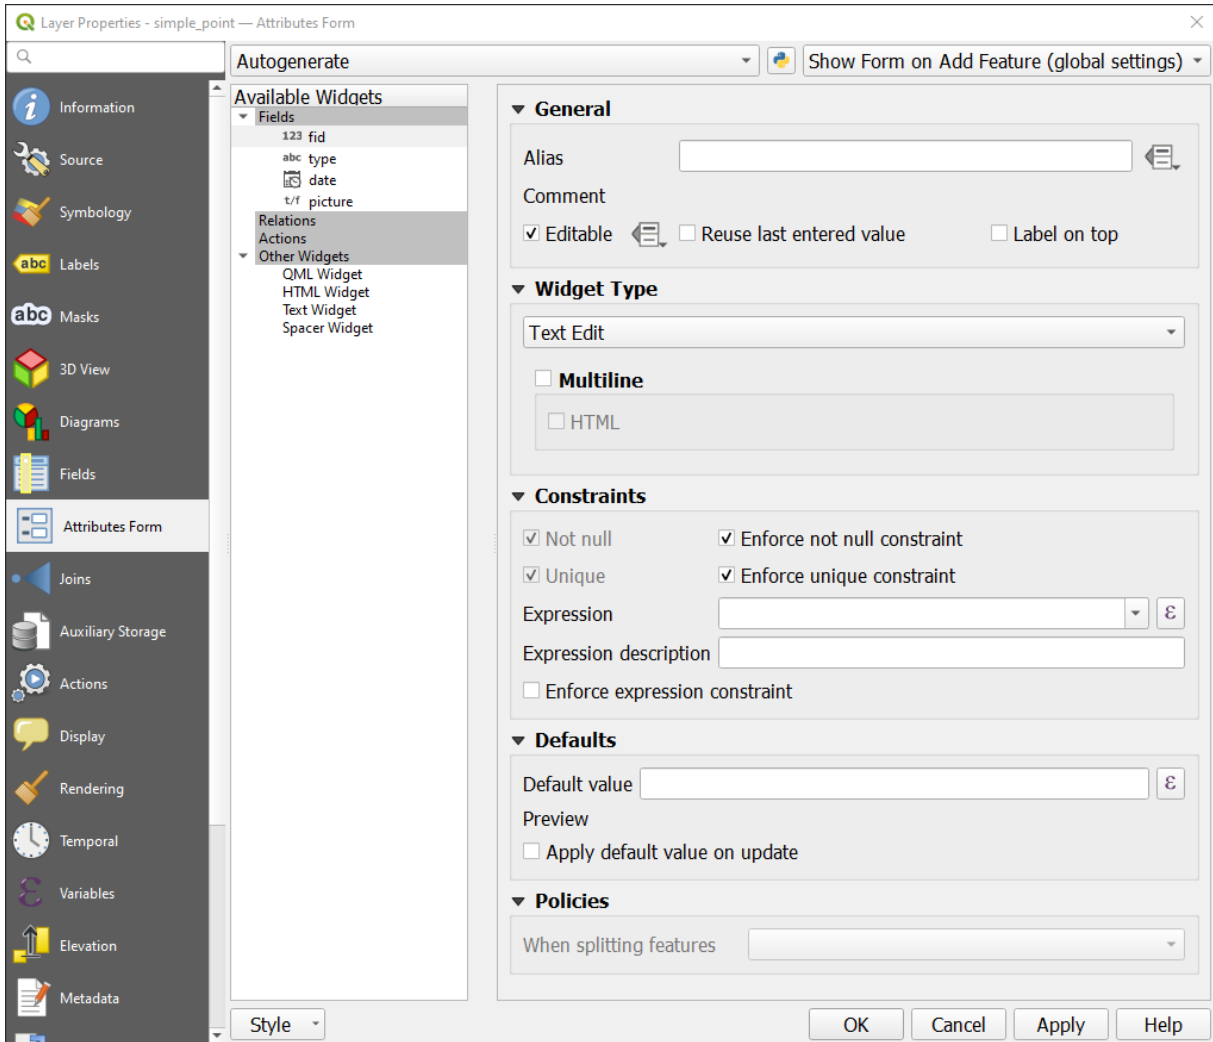 Layer Properties - simple_point — Attributes Form
Autogenerate
Show Form on Add Feature (global settings)
Information
Source
Symbology
abc Labels
abc Masks
3D View
Diagrams
Fields
Attributes Form
Joins
Auxiliary Storage
Actions
Display
Rendering
Temporal
ε Variables
Elevation
Metadata
Available Widgets
Fields
123 fid
abc type
date
t/f picture
Relations
Actions
Other Widgets
QML Widget
HTML Widget
Text Widget
Spacer Widget
General
Alias
Comment
Editable
Reuse last entered value
Label on top
Widget Type
Text Edit
Multiline
HTML
Constraints
Not null
Enforce not null constraint
Unique
Enforce unique constraint
Expression
ε
Expression description
Enforce expression constraint
Defaults
Default value
ε
Preview
Apply default value on update
Policies
When splitting features
Style
OK
Cancel
Apply
Help